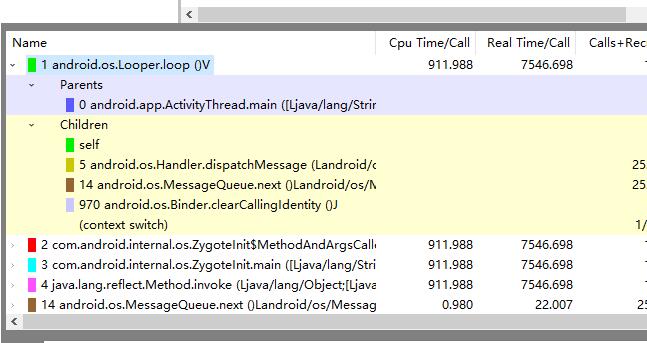 Name Cpu Time/Call Real Time/Call Calls+Rec
1 android.os.Looper.loop ()V 911.988 7546.698
Parents
0 android.app.ActivityThread.main ([Ljava/lang/Strir
Children
self
5 android.os.Handler.dispatchMessage (Landroid/c 25
14 android.os.MessageQueue.next ()Landroid/os/M 25
970 android.os.Binder.clearCallingIdentity ()J
(context switch) 1/
2 com.android.internal.os.ZygoteInit$MethodAndArgsCalle 911.988 7546.698
3 com.android.internal.os.ZygoteInit.main ([Ljava/lang/Stri 911.988 7546.698
4 java.lang.reflect.Method.invoke (Ljava/lang/Object;[Ljava 911.988 7546.698
14 android.os.MessageQueue.next ()Landroid/os/Messag 0.980 22.007 25